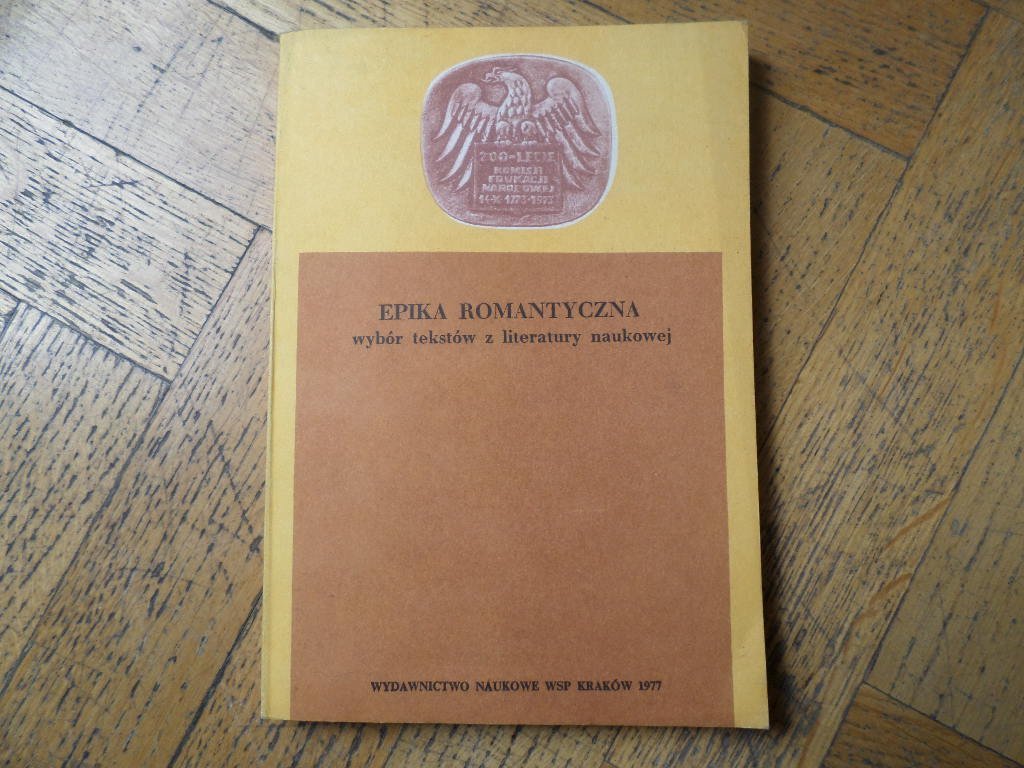 200-LECIE
KOMISJI
EDUKACJI
NARODOWEJ
14·X·1773·1973
EPIKA ROMANTYCZNA
wybór tekstów z literatury naukowej
WYDAWNICTWO NAUKOWE WSP KRAKÓW 1977